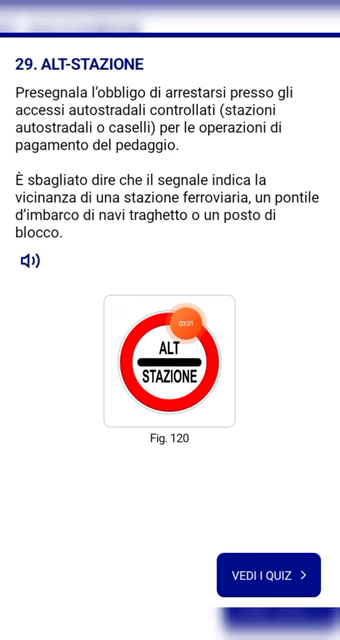 29. ALT-STAZIONE
Presegnala l'obbligo di arrestarsi presso gli
accessi autostradali controllati (stazioni
autostradali o caselli) per le operazioni di
pagamento del pedaggio.
È sbagliato dire che il segnale indica la
vicinanza di una stazione ferroviaria, un pontile
d'imbarco di navi traghetto o un posto di
blocco.
03:01
ALT
STAZIONE
Fig. 120
VEDI I QUIZ